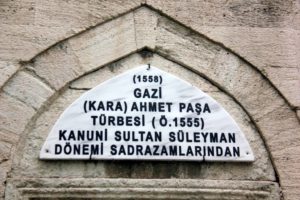 (1558)
GAZİ
(KARA) AHMET PAŞA
TÜRBESİ (Ö.1555)
KANUNİ SULTAN SÜLEYMAN
DÖNEMİ SADRAZAMLARINDAN